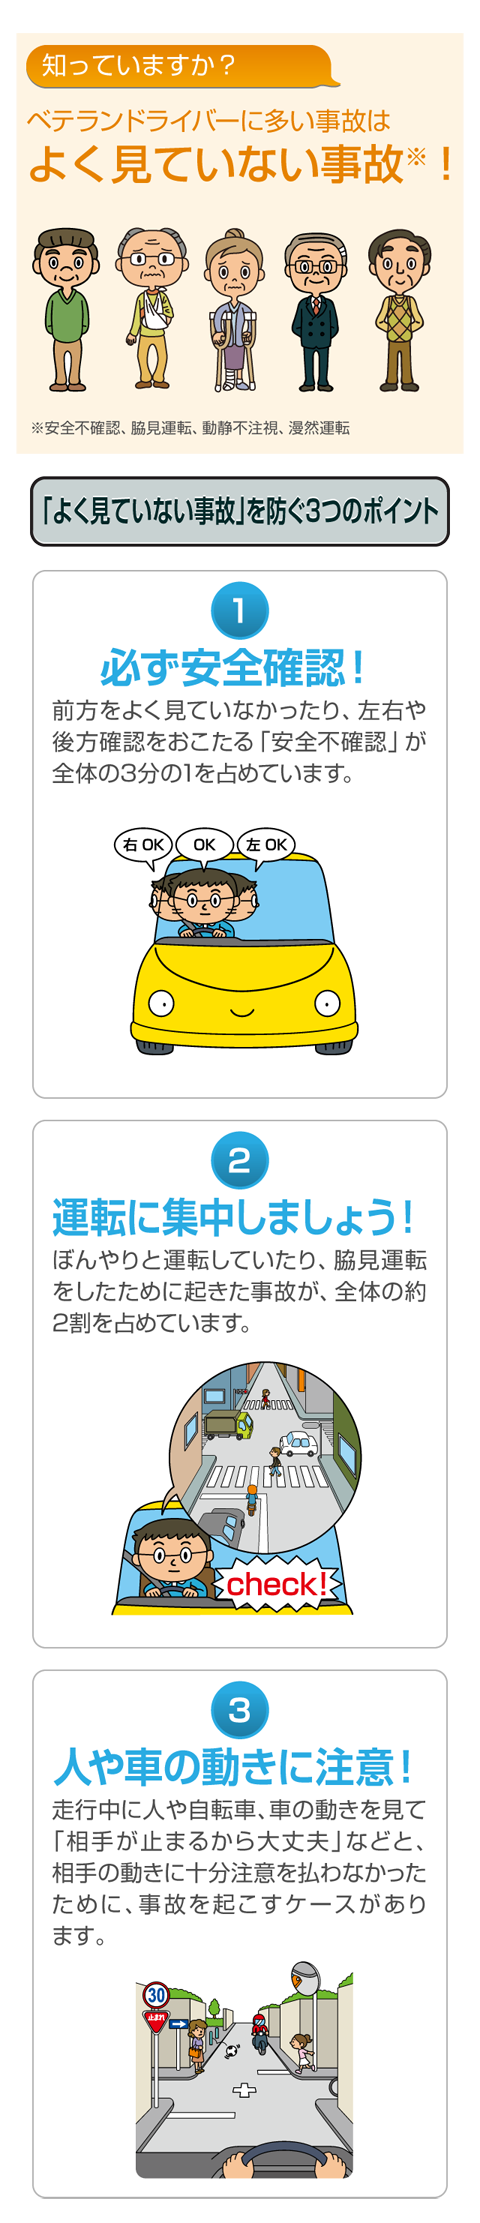 知っていますか？
ベテランドライバーに多い事故は
よく見ていない事故※！
※安全不確認、脇見運転、動静不注視、漫然運転
「よく見ていない事故」を防ぐ3つのポイント
1
必ず安全確認！
前方をよく見ていなかったり、左右や
後方確認をおこたる「安全不確認」が
全体の3分の1を占めています。
右 OK
OK
左 OK
2
運転に集中しましょう！
ぼんやりと運転していたり、脇見運転
をしたために起きた事故が、全体の約
2割を占めています。
check!
3
人や車の動きに注意！
走行中に人や自転車、車の動きを見て
「相手が止まるから大丈夫」などと、
相手の動きに十分注意を払わなかった
ために、事故を起こすケースがあり
ます。
30
止まれ